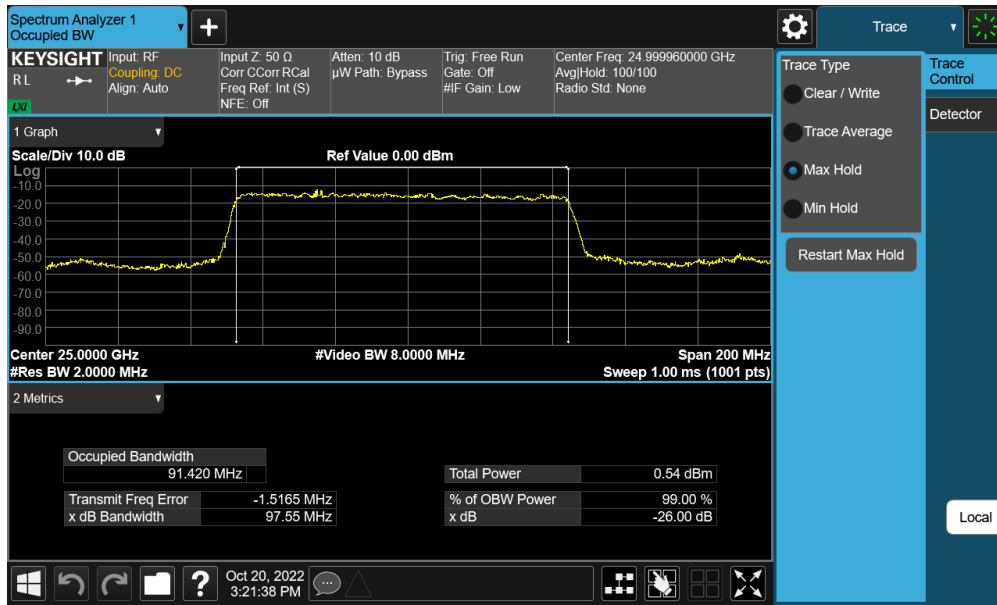 Spectrum Analyzer 1
Occupied BW
+
Trace
KEYSIGHT
R L
LXI
Input: RF
Coupling: DC
Align: Auto
Input Z: 50 Ω
Corr CCorr RCal
Freq Ref: Int (S)
NFE: Off
Atten: 10 dB
µW Path: Bypass
Trig: Free Run
Gate: Off
#IF Gain: Low
Center Freq: 24.999960000 GHz
Avg|Hold: 100/100
Radio Std: None
Trace Type
Clear / Write
Trace Average
Max Hold
Min Hold
Restart Max Hold
Trace
Control
Detector
Local
1 Graph
Scale/Div 10.0 dB
Ref Value 0.00 dBm
Log
-10.0
-20.0
-30.0
-40.0
-50.0
-60.0
-70.0
-80.0
-90.0
Center 25.0000 GHz
#Video BW 8.0000 MHz
Span 200 MHz
#Res BW 2.0000 MHz
Sweep 1.00 ms (1001 pts)
2 Metrics
Occupied Bandwidth
91.420 MHz
Total Power 0.54 dBm
Transmit Freq Error -1.5165 MHz
% of OBW Power 99.00 %
x dB Bandwidth 97.55 MHz
x dB -26.00 dB
?
Oct 20, 2022
3:21:38 PM